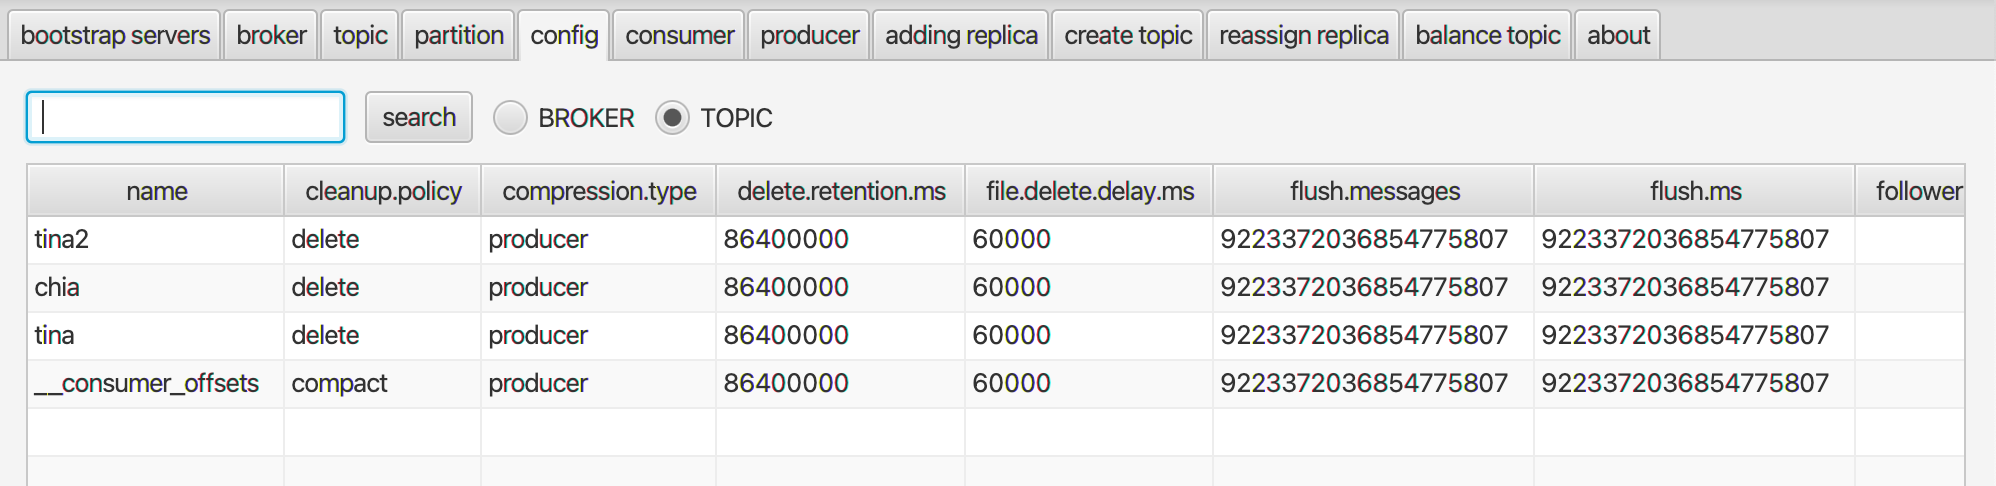 bootstrap servers broker topic partition config consumer producer adding replica create topic reassign replica balance topic about
search BROKER TOPIC
name cleanup.policy compression.type delete.retention.ms file.delete.delay.ms flush.messages flush.ms follower
tina2 delete producer 86400000 60000 9223372036854775807 9223372036854775807
chia delete producer 86400000 60000 9223372036854775807 9223372036854775807
tina delete producer 86400000 60000 9223372036854775807 9223372036854775807
__consumer_offsets compact producer 86400000 60000 9223372036854775807 9223372036854775807